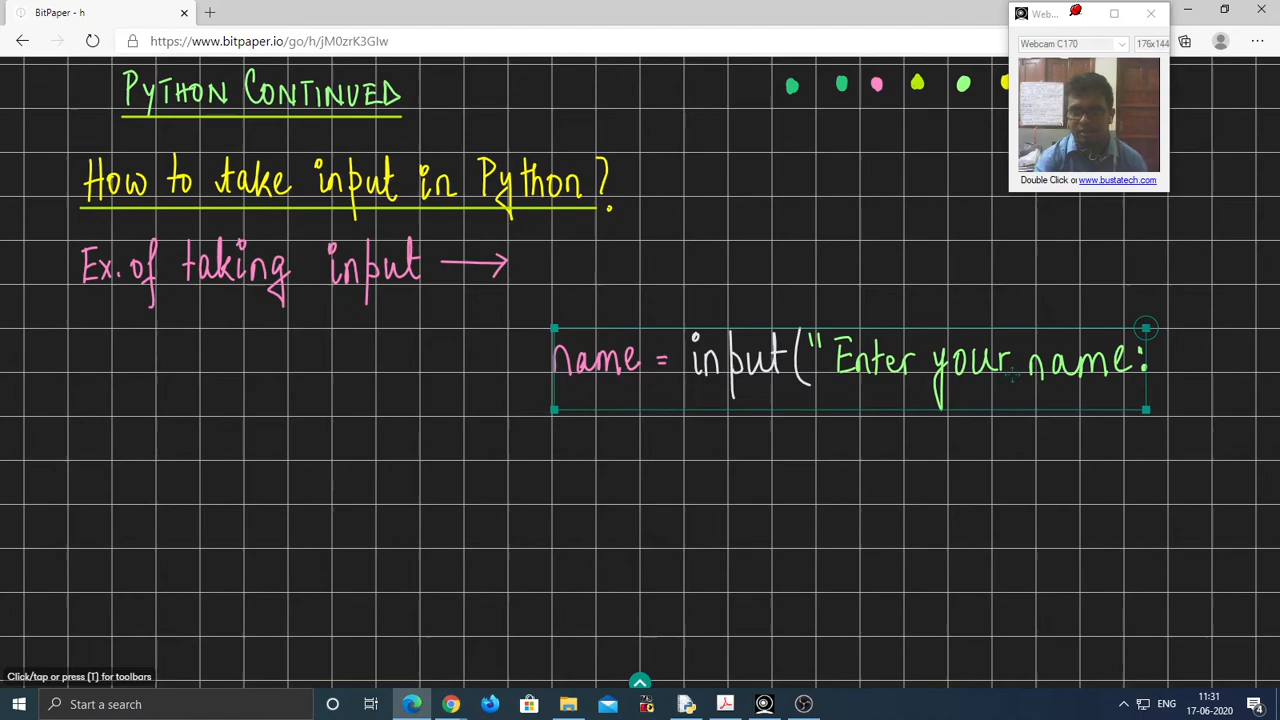 BitPaper - h
Web...
https://www.bitpaper.io/go/h/jM0zrK3GIw
Webcam C170
176x144
PYTHON CONTINUED
Double Click or www.bustatech.com
How to take input in Python?
Ex. of taking input →
name = input(" Enter your name:
Click/tap or press [T] for toolbars
Search a
ENG
11:31
17-06-2020
4